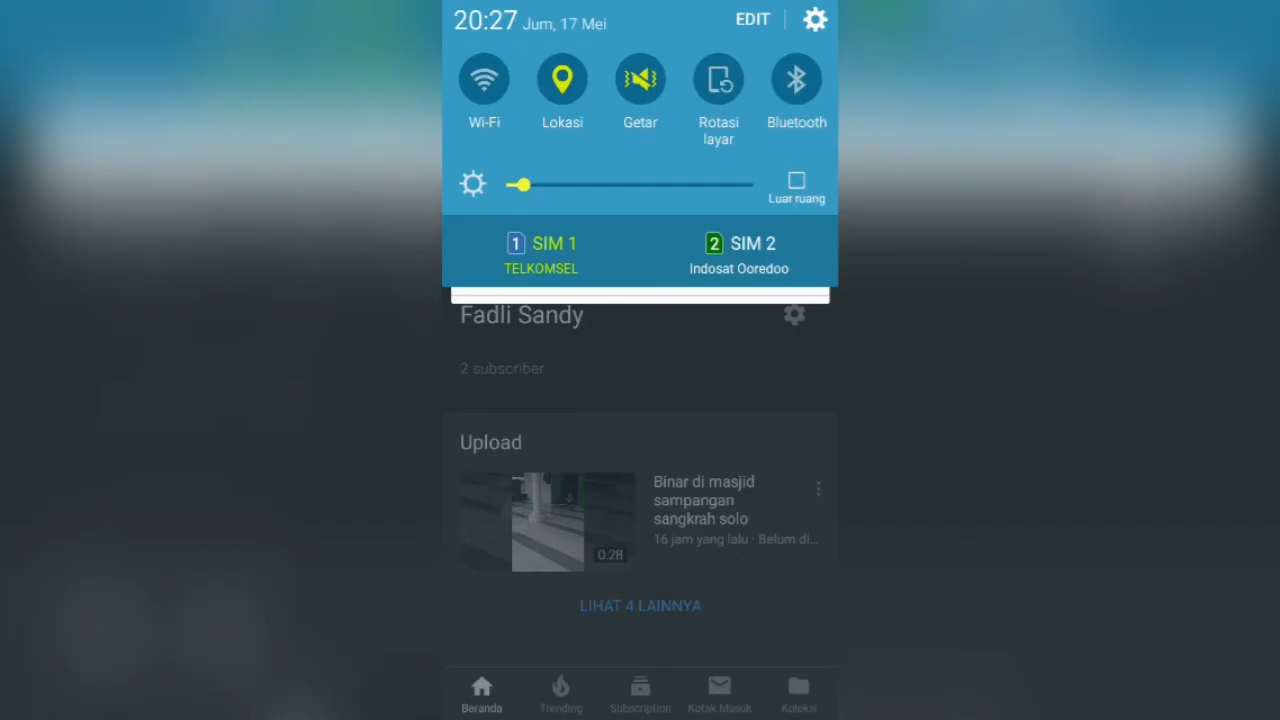 20:27 Jum, 17 Mei EDIT
Wi-Fi Lokasi Getar Rotasi layar Bluetooth
Luar ruang
1 SIM 1 2 SIM 2
TELKOMSEL Indosat Ooredoo
Fadli Sandy
2 subscriber
Upload
Binar di masjid
sampangan
sangkrah solo
16 jam yang lalu · Belum di...
0.28
LIHAT 4 LAINNYA
Beranda Trending Subscription Kotak Masuk Koleksi